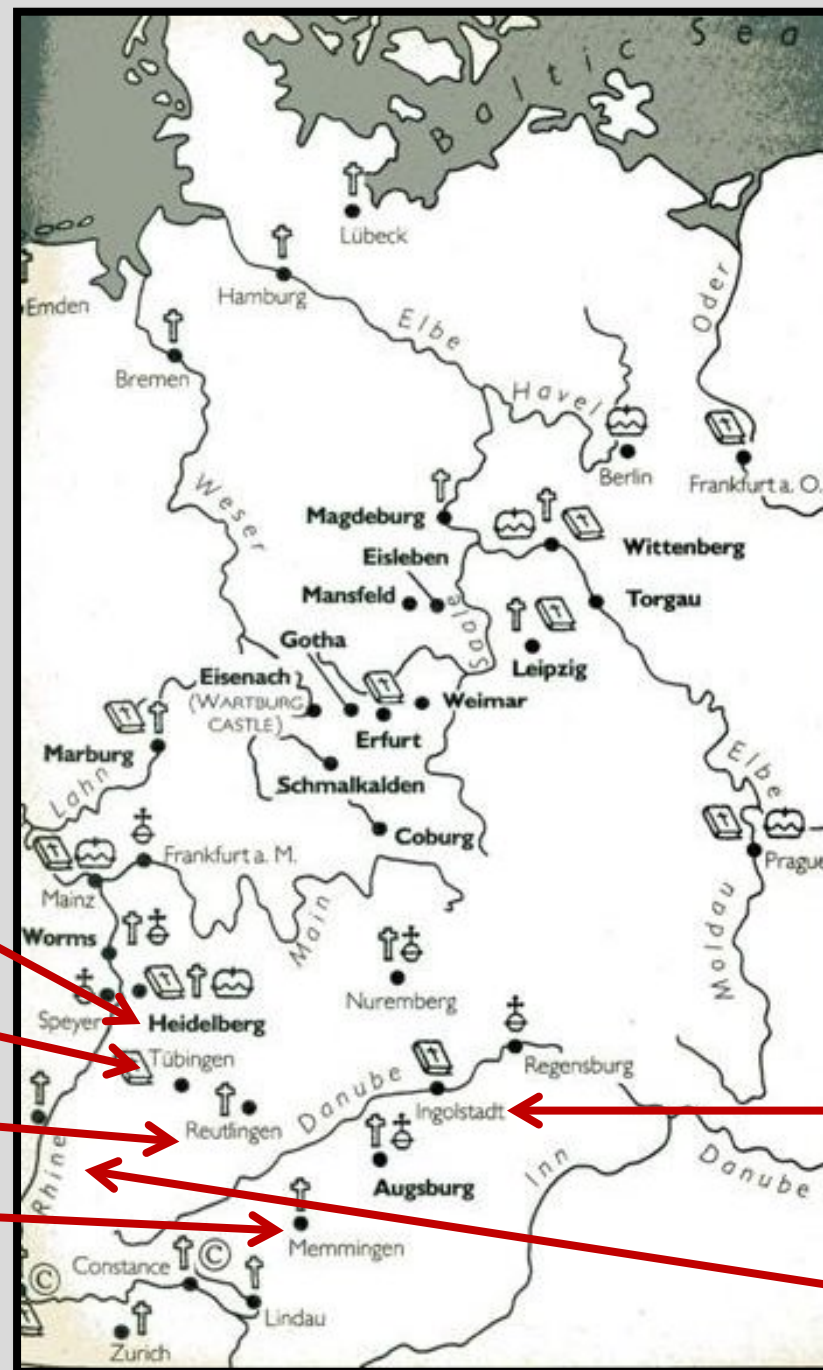 Baltic Sea
Lübeck
Hamburg
Emden
Elbe
Oder
Bremen
Havel
Berlin
Frankfurt a. O.
Weser
Magdeburg
Wittenberg
Eisleben
Mansfeld
Torgau
Saale
Gotha
Leipzig
Eisenach
(WARTBURG
CASTLE)
Weimar
Erfurt
Marburg
Lahn
Schmalkalden
Elbe
Coburg
Frankfurt a. M.
Prague
Mainz
Main
Moldau
Worms
Nuremberg
Speyer
Heidelberg
Tübingen
Regensburg
Danube
Ingolstadt
Reutlingen
Rhine
Inn
Danube
Augsburg
Memmingen
Constance
©
©
Lindau
Zurich